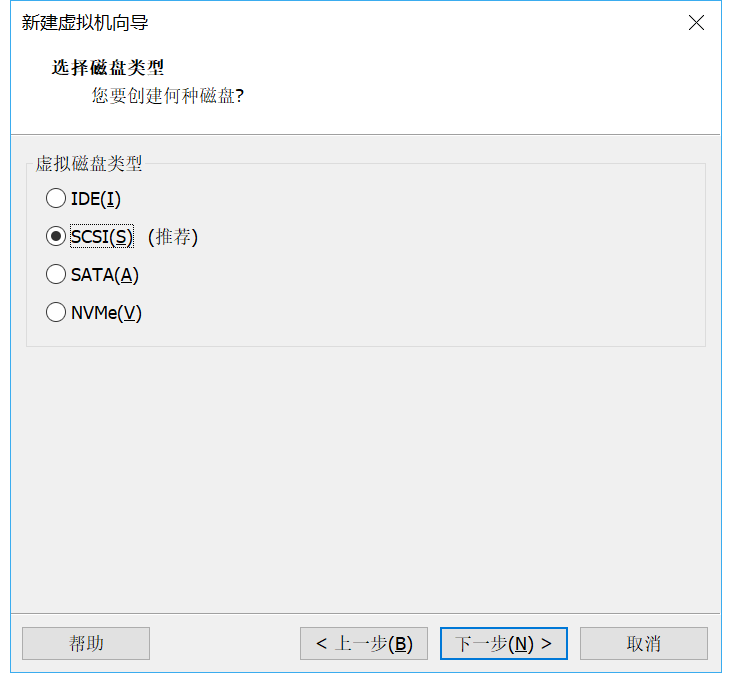 新建虚拟机向导
选择磁盘类型
您要创建何种磁盘?
虚拟磁盘类型
IDE(I)
SCSI(S) (推荐)
SATA(A)
NVMe(V)
帮助 < 上一步(B) 下一步(N) > 取消